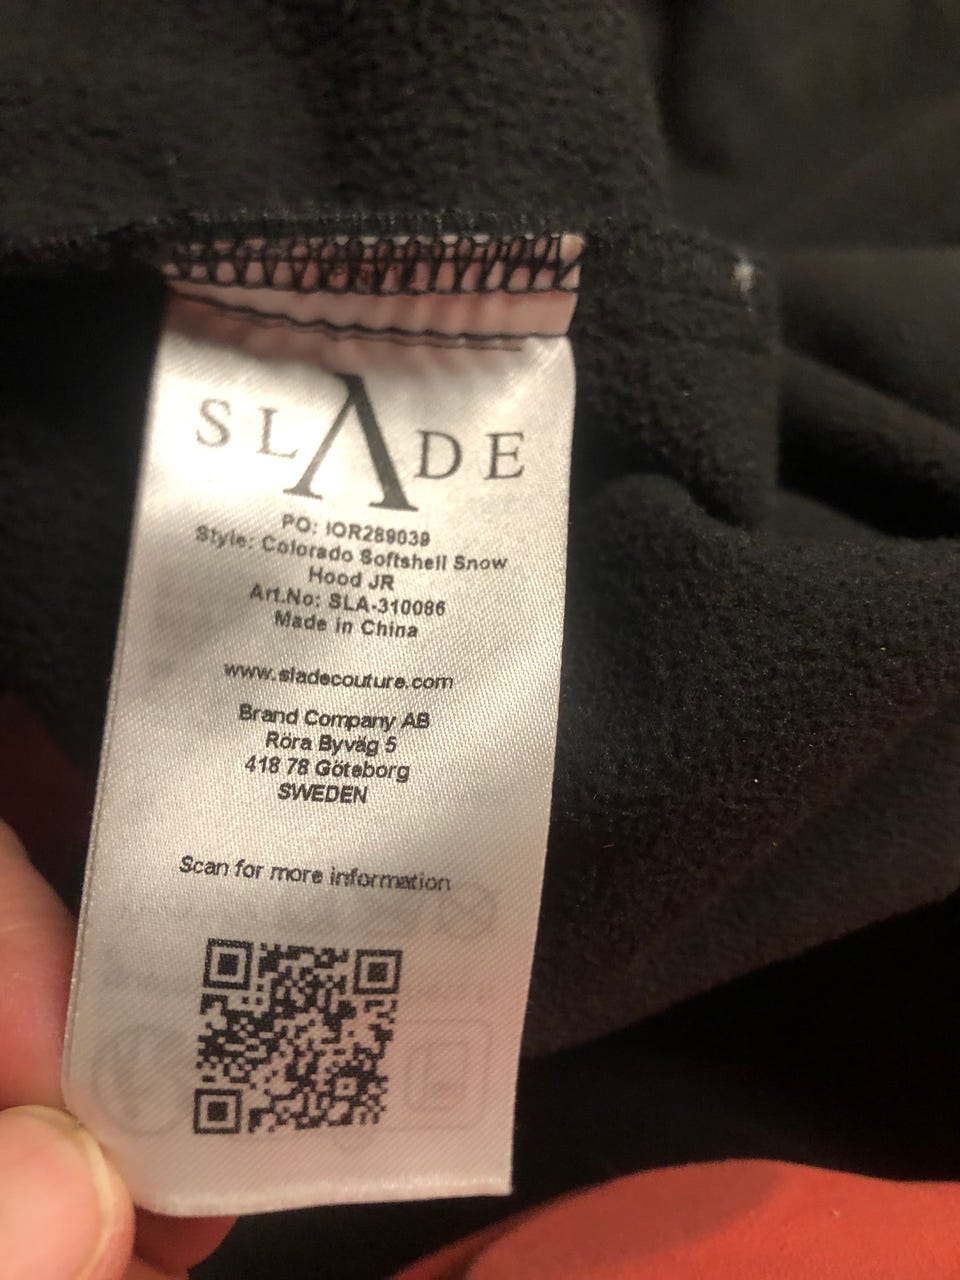 SLADE
PO: IOR289039
Style: Colorado Softshell Snow
Hood JR
Art.No: SLA-310086
Made in China
www.sladecouture.com
Brand Company AB
Röra Byväg 5
418 78 Göteborg
SWEDEN
Scan for more information